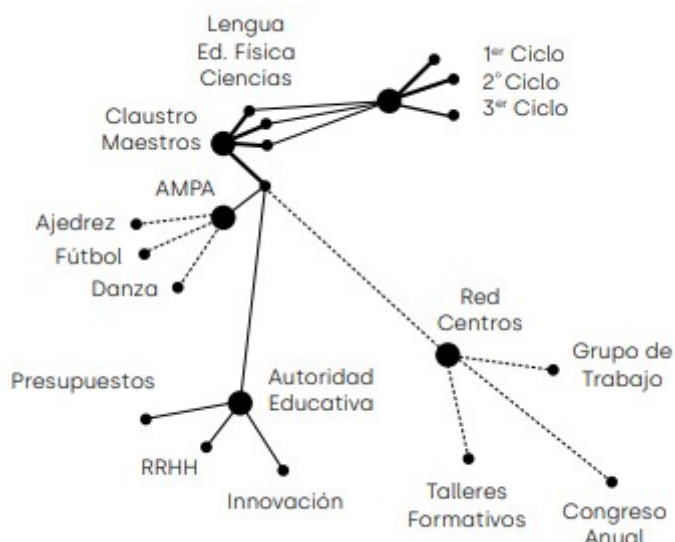 Lengua
Ed. Física
Ciencias
1er Ciclo
2º Ciclo
3er Ciclo
Claustro
Maestros
AMPA
Ajedrez
Fútbol
Danza
Red
Centros
Grupo de
Trabajo
Presupuestos
Autoridad
Educativa
RRHH
Innovación
Talleres
Formativos
Congreso
Anual